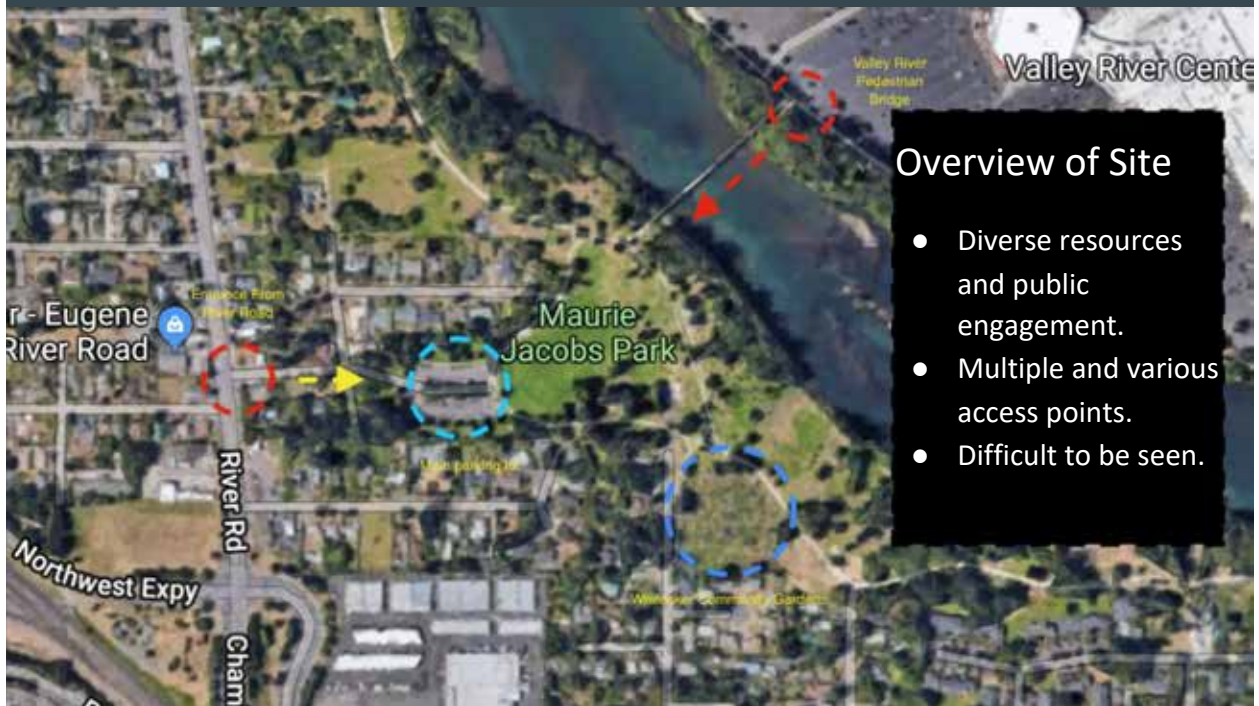 Valley River
Pedestrian
Bridge
Valley River Cente
Overview of Site
● Diverse resources
and public
engagement.
● Multiple and various
access points.
● Difficult to be seen.
Entrance From
River Road
r - Eugene
River Road
Maurie
Jacobs Park
Main parking lot
River Rd
Northwest Expy
Cham
Community Gardens